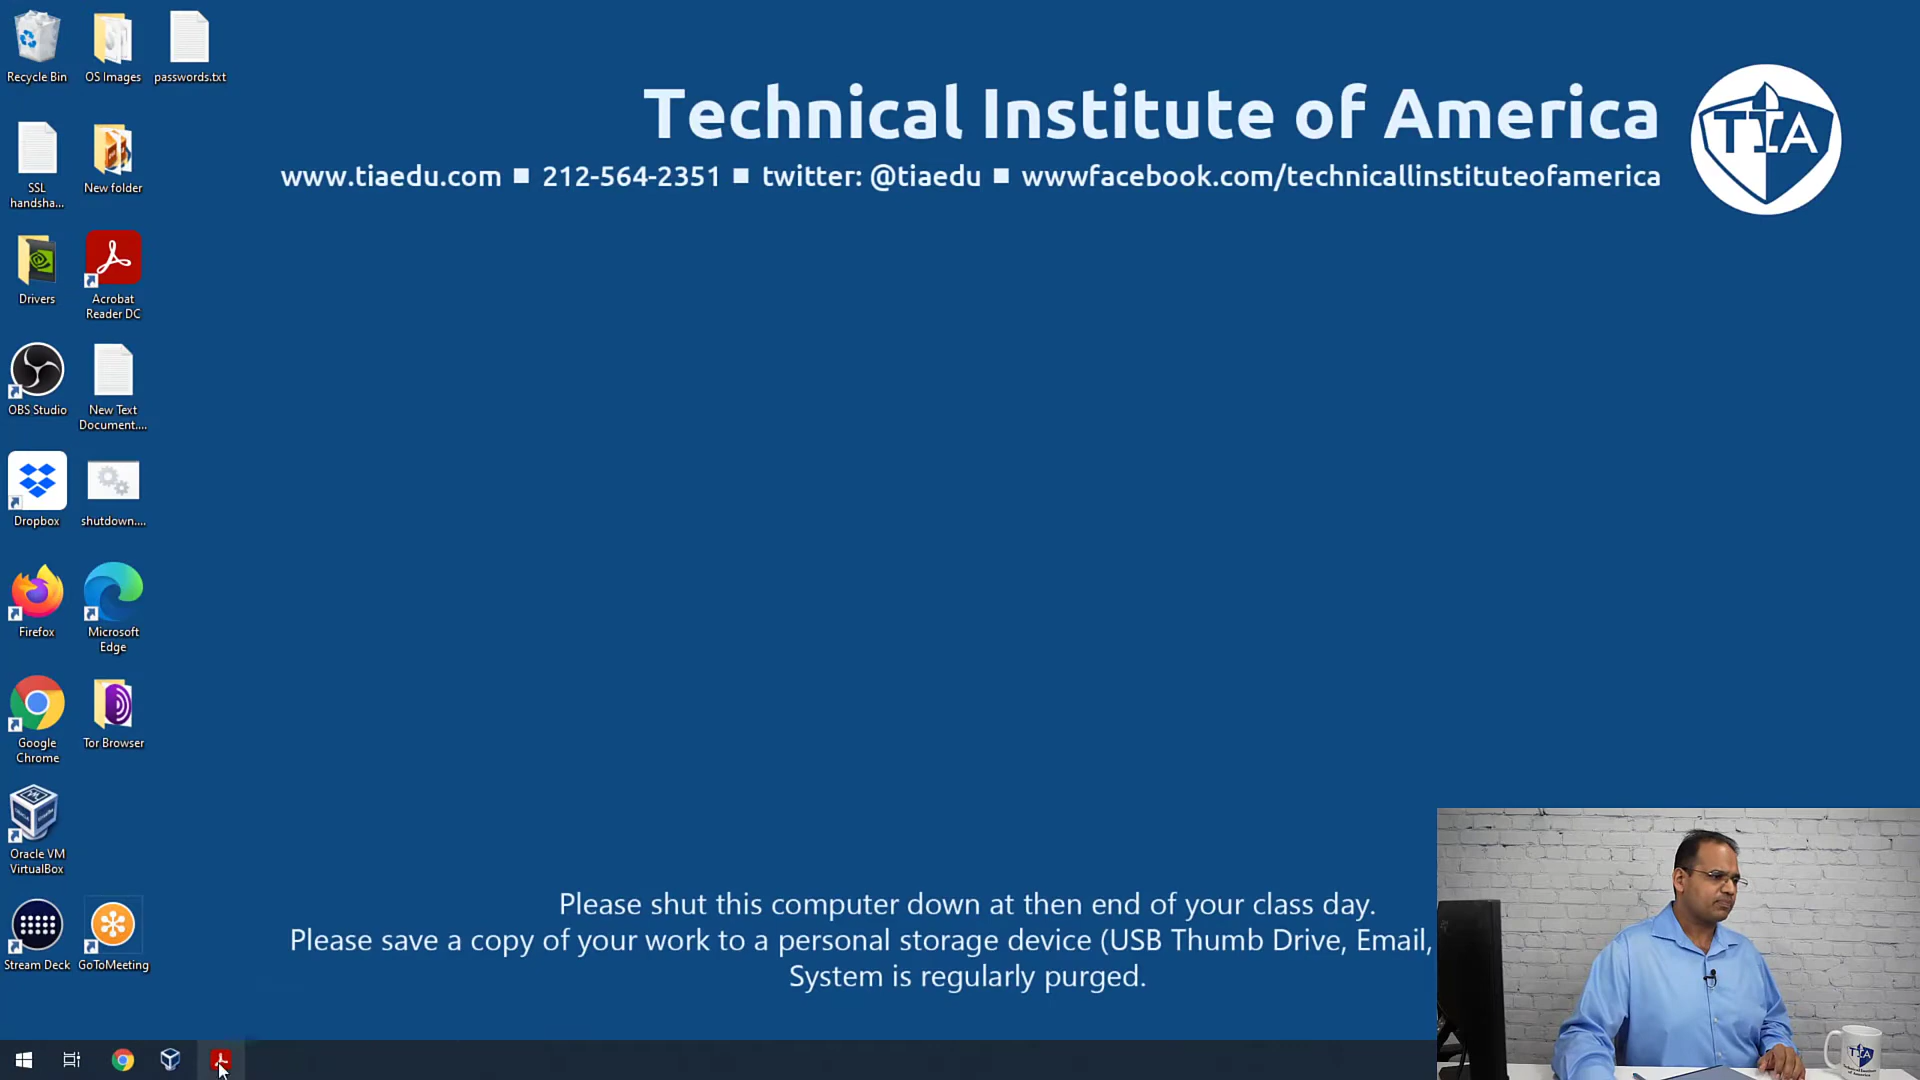 Technical Institute of America
TIA
www.tiaedu.com ■ 212-564-2351 ■ twitter: @tiaedu ■ wwwfacebook.com/technicallinstituteofamerica
Recycle Bin
OS Images
passwords.txt
SSL
handsha...
New folder
Drivers
Acrobat
Reader DC
OBS Studio
New Text
Document....
Dropbox
shutdown....
Firefox
Microsoft
Edge
Google
Chrome
Tor Browser
Oracle VM
VirtualBox
Stream Deck
GoToMeeting
Please shut this computer down at then end of your class day.
Please save a copy of your work to a personal storage device (USB Thumb Drive, Email,
System is regularly purged.
TIA